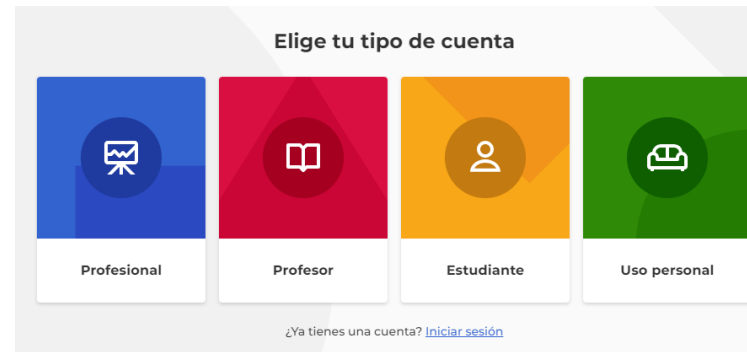 Elige tu tipo de cuenta
Profesional
Profesor
Estudiante
Uso personal
¿Ya tienes una cuenta? Iniciar sesión